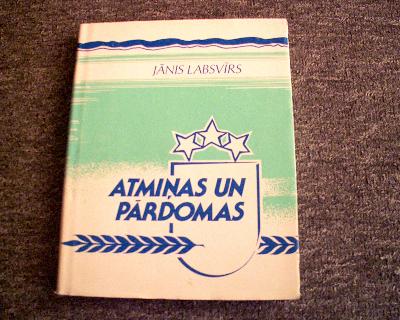 JĀNIS LABSVĪRS
ATMIŅAS UN
PĀRDOMAS